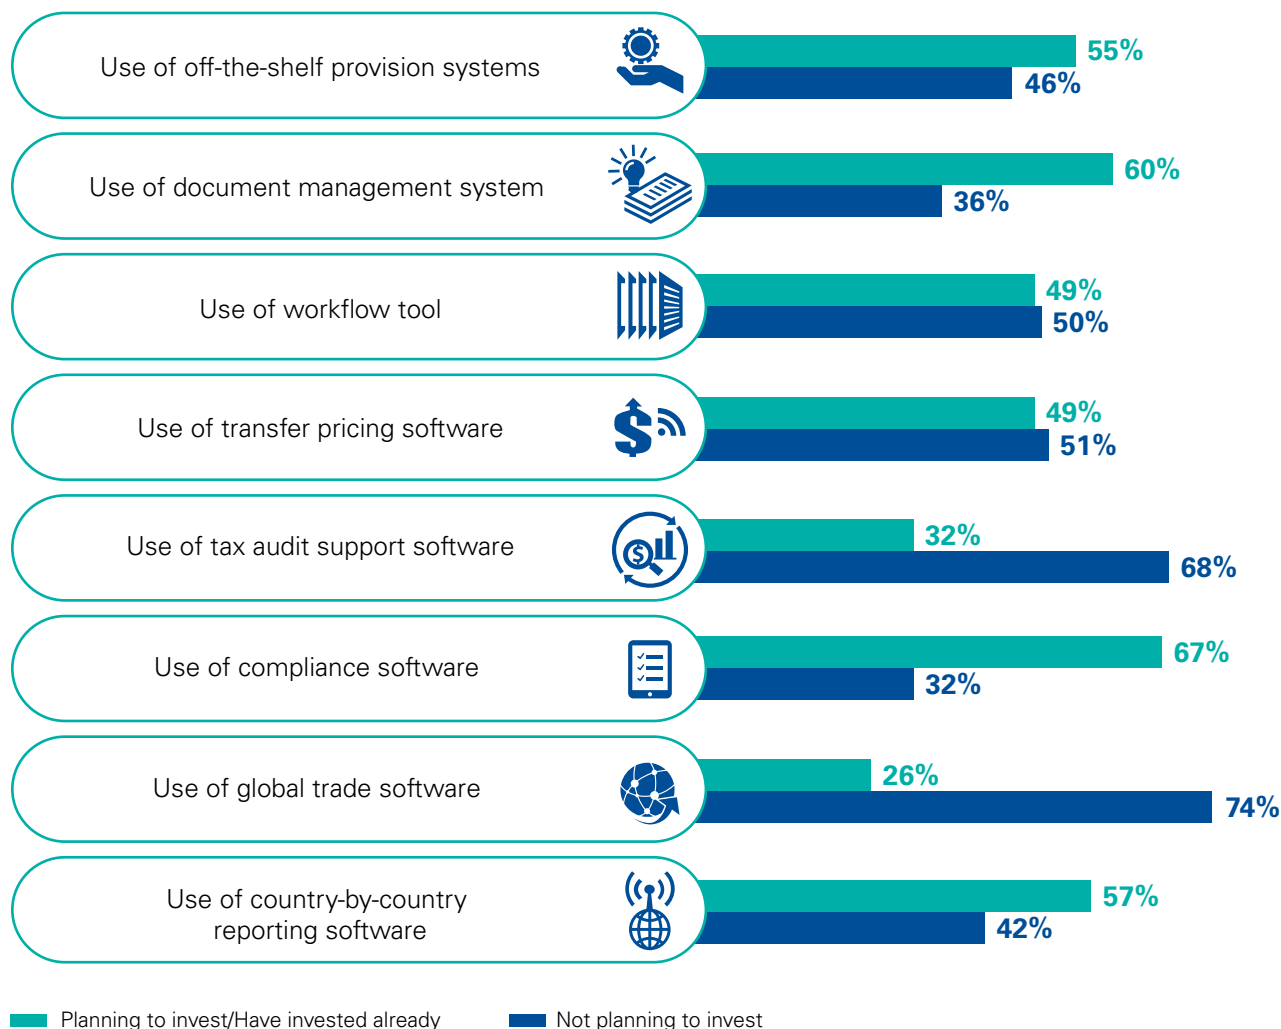 Use of off-the-shelf provision systems
55%
46%
Use of document management system
60%
36%
Use of workflow tool
49%
50%
Use of transfer pricing software
49%
51%
Use of tax audit support software
32%
68%
Use of compliance software
67%
32%
Use of global trade software
26%
74%
Use of country-by-country
reporting software
57%
42%
Planning to invest/Have invested already
Not planning to invest